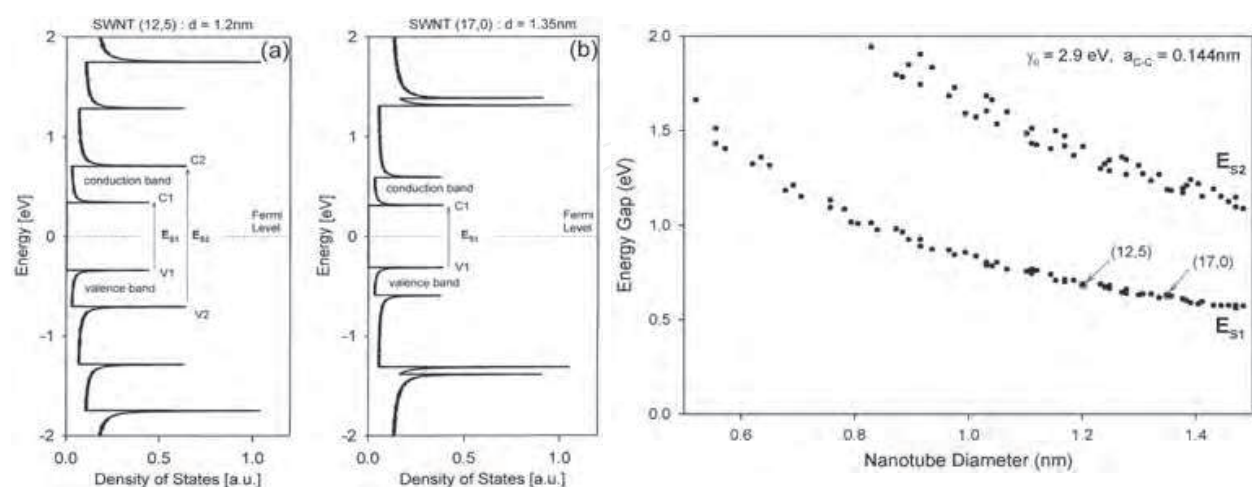 SWNT (12,5) : d = 1.2nm
(a)
2
1
0
-1
-2
Energy [eV]
C2
conduction band
C1
Fermi
Level
E_S1
E_S2
V1
valence band
V2
0.0
0.5
1.0
Density of States [a.u.]
SWNT (17,0) : d = 1.35nm
(b)
2
1
0
-1
-2
Energy [eV]
conduction band
C1
Fermi
Level
E_S1
V1
valence band
0.0
0.5
1.0
Density of States [a.u.]
γ₀ = 2.9 eV, a_C-C = 0.144nm
2.0
1.5
1.0
0.5
0.0
Energy Gap (eV)
E_S2
(12,5)
(17,0)
E_S1
0.6
0.8
1.0
1.2
1.4
Nanotube Diameter (nm)